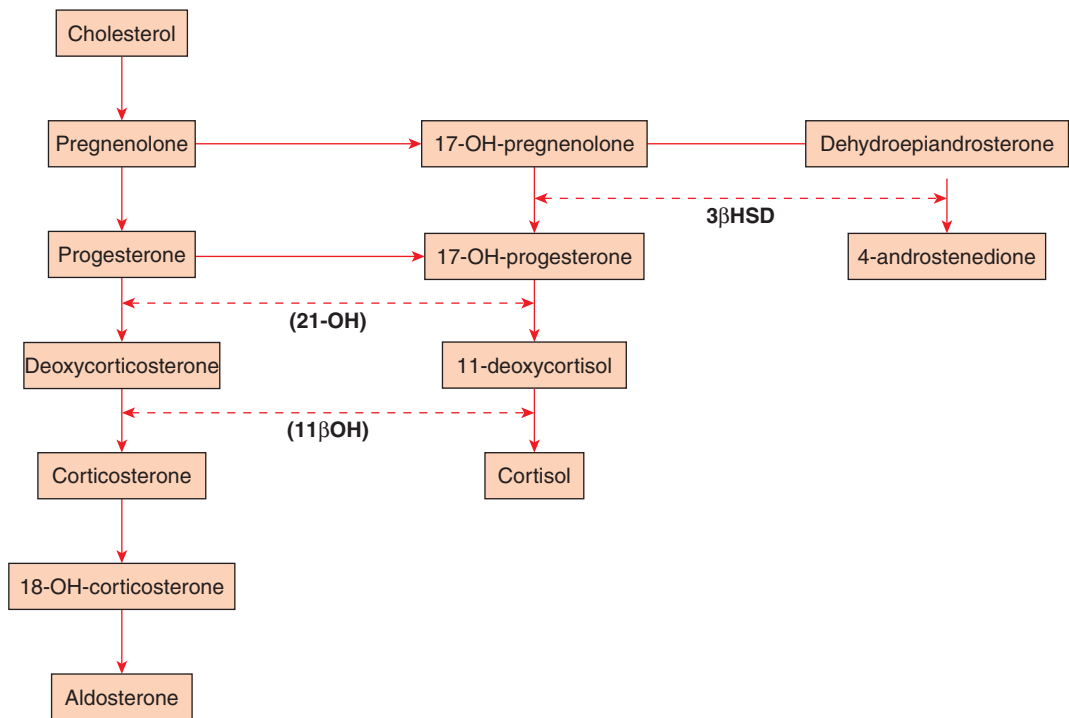 Cholesterol
Pregnenolone
17-OH-pregnenolone
Dehydroepiandrosterone
3βHSD
Progesterone
17-OH-progesterone
4-androstenedione
(21-OH)
Deoxycorticosterone
11-deoxycortisol
(11βOH)
Corticosterone
Cortisol
18-OH-corticosterone
Aldosterone